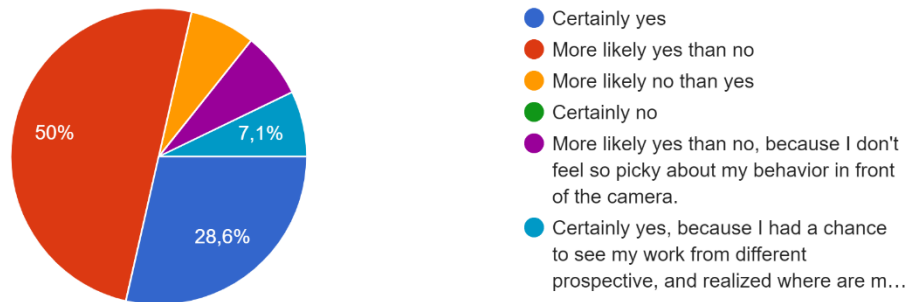 50%
7,1%
28,6%
Certainly yes
More likely yes than no
More likely no than yes
Certainly no
More likely yes than no, because I don't
feel so picky about my behavior in front
of the camera.
Certainly yes, because I had a chance
to see my work from different
prospective, and realized where are m…